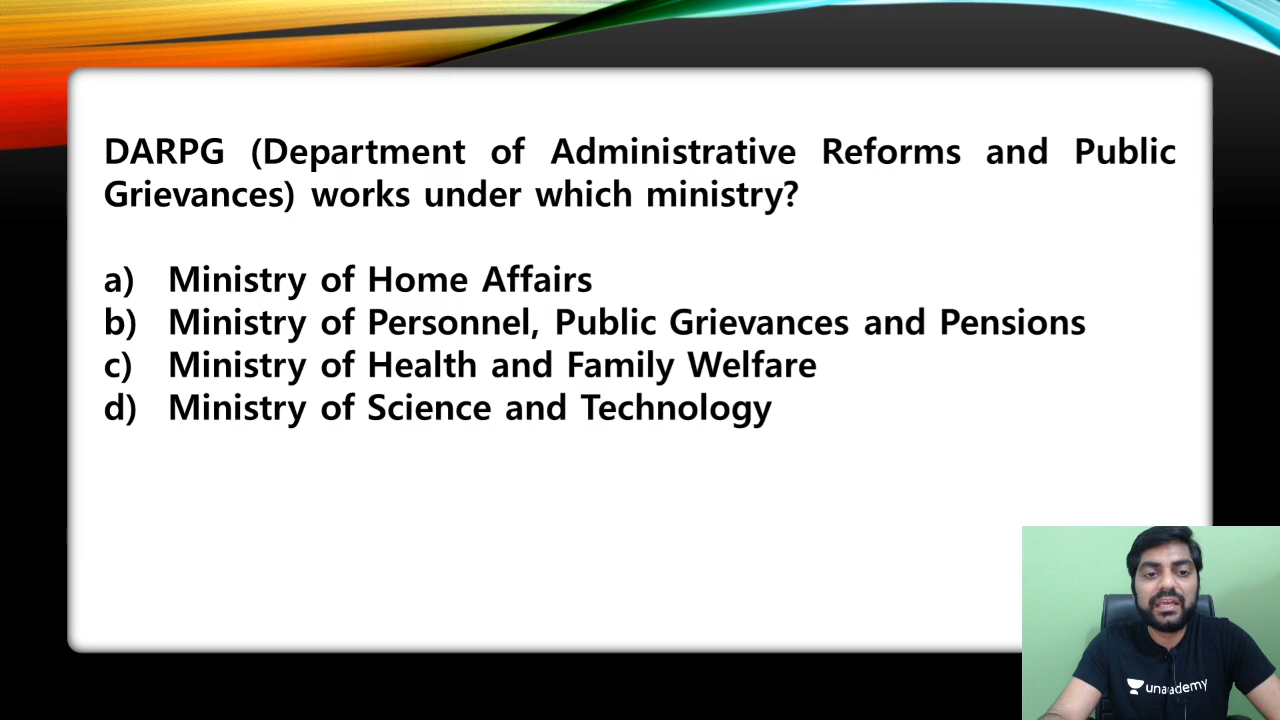 DARPG (Department of Administrative Reforms and Public
Grievances) works under which ministry?
a) Ministry of Home Affairs
b) Ministry of Personnel, Public Grievances and Pensions
c) Ministry of Health and Family Welfare
d) Ministry of Science and Technology
unacademy